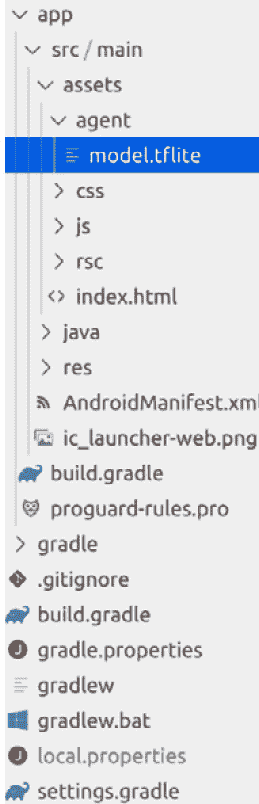 app
src / main
assets
agent
model.tflite
css
js
rsc
index.html
java
res
AndroidManifest.xml
ic_launcher-web.png
build.gradle
proguard-rules.pro
gradle
.gitignore
build.gradle
gradle.properties
gradlew
gradlew.bat
local.properties
settings.gradle